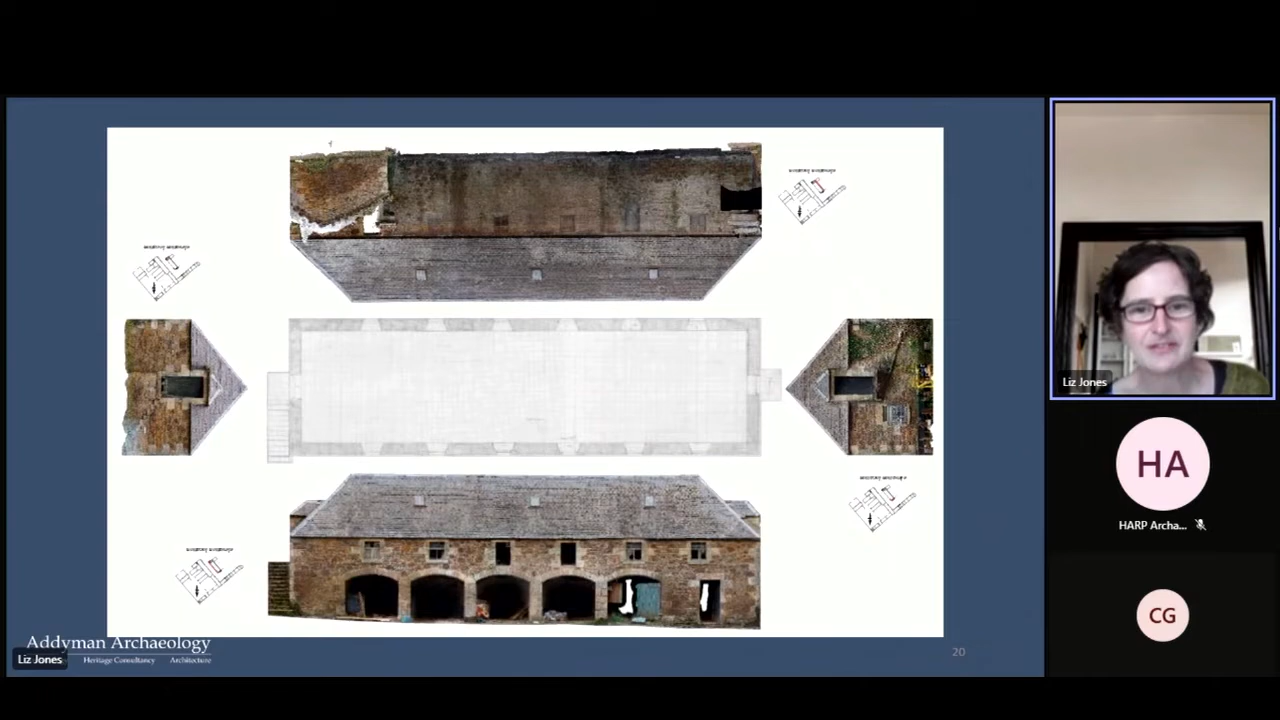 Addyman Archaeology
Heritage Consultancy Architecture
Liz Jones
20
Liz Jones
HA
HARP Archa...
CG